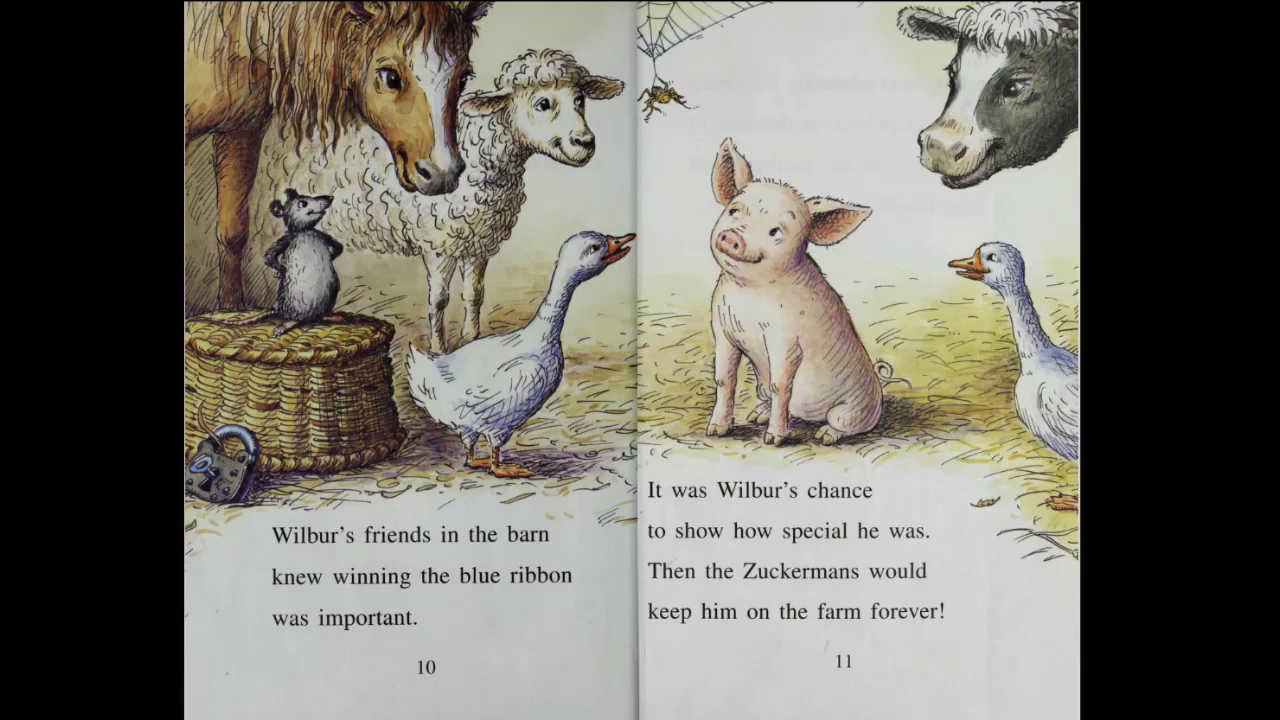 Wilbur's friends in the barn
knew winning the blue ribbon
was important.
10
It was Wilbur's chance
to show how special he was.
Then the Zuckermans would
keep him on the farm forever!
11